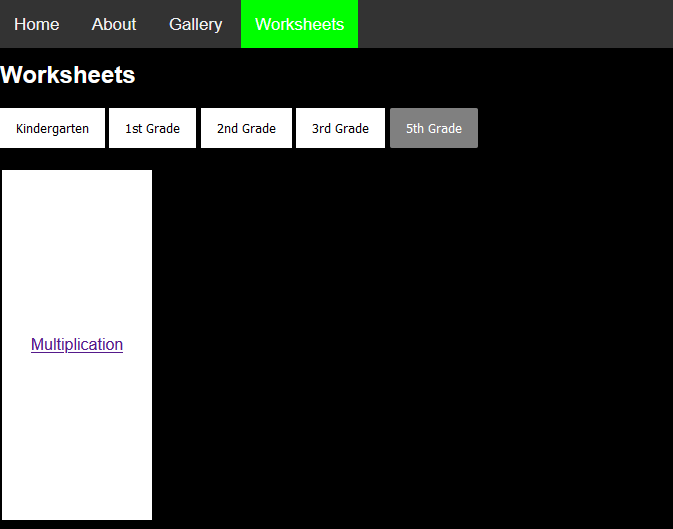 Home About Gallery Worksheets
Worksheets
Kindergarten 1st Grade 2nd Grade 3rd Grade 5th Grade
Multiplication